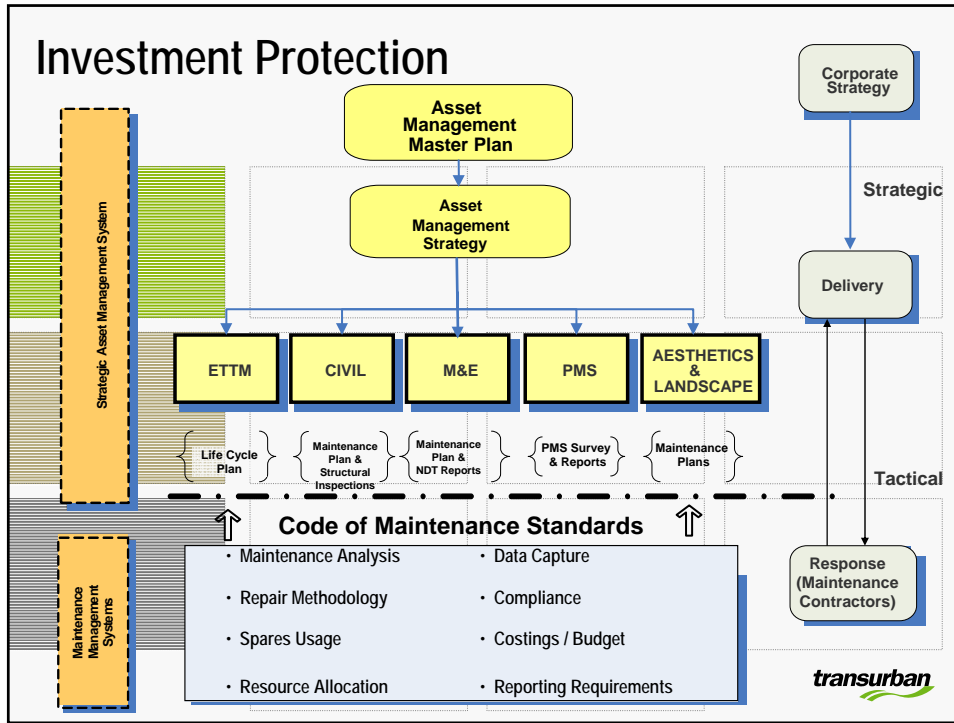 Investment Protection
Asset
Management
Master Plan
Corporate
Strategy
Strategic
Asset
Management
Strategy
Delivery
Strategic Asset Management System
ETTM
CIVIL
M&E
PMS
AESTHETICS
&
LANDSCAPE
Life Cycle
Plan
Maintenance
Plan &
Structural
Inspections
Maintenance
Plan &
NDT Reports
PMS Survey
& Reports
Maintenance
Plans
Tactical
Code of Maintenance Standards
Maintenance
Management
Systems
· Maintenance Analysis
· Repair Methodology
· Spares Usage
· Resource Allocation
· Data Capture
· Compliance
· Costings / Budget
· Reporting Requirements
Response
(Maintenance
Contractors)
transurban